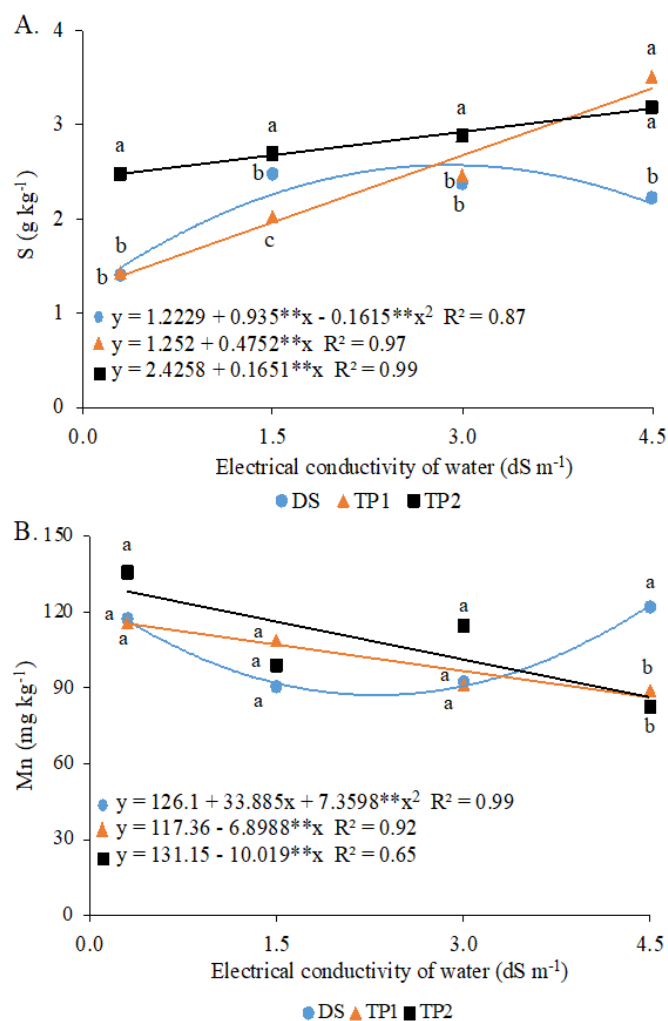 A.
4
3
2
1
0
S (g kg⁻¹)
a
a
a
a
a
b
b
b
b
b
b
b
c
y = 1.2229 + 0.935**x - 0.1615**x² R² = 0.87
y = 1.252 + 0.4752**x R² = 0.97
y = 2.4258 + 0.1651**x R² = 0.99
0.0 1.5 3.0 4.5
Electrical conductivity of water (dS m⁻¹)
DS TP1 TP2
B.
150
120
90
60
30
0
Mn (mg kg⁻¹)
a
a
a
a
a
a
a
a
a
a
b
b
y = 126.1 + 33.885x + 7.3598**x² R² = 0.99
y = 117.36 - 6.8988**x R² = 0.92
y = 131.15 - 10.019**x R² = 0.65
0.0 1.5 3.0 4.5
Electrical conductivity of water (dS m⁻¹)
DS TP1 TP2